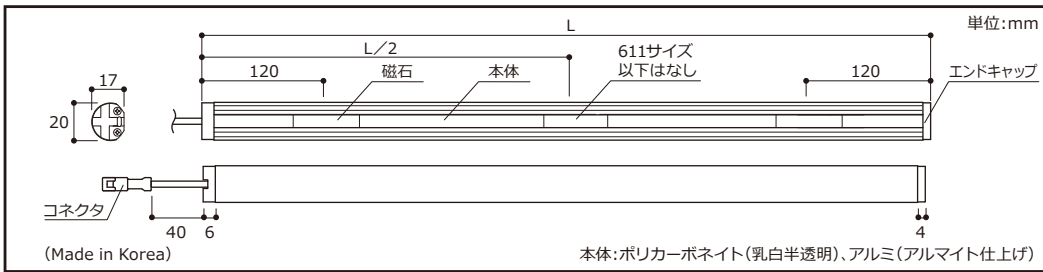 単位:mm
L
L/2
611サイズ
以下はなし
120
磁石
本体
120
エンドキャップ
17
20
コネクタ
40
6
4
(Made in Korea)
本体:ポリカーボネイト(乳白半透明)、アルミ(アルマイト仕上げ)